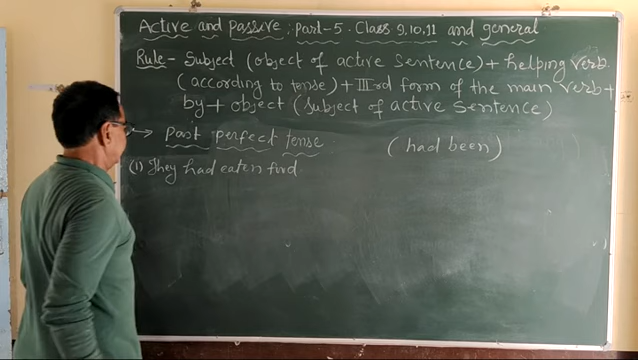 Active and Passive : Part-5. Class 9,10,11 and general
Rule- Subject (object of active sentence) + helping verb.
(according to tense) + IIIrd form of the main verb +
by + object (subject of active sentence)
→ Past perfect tense (had been)
(1) They had eaten food